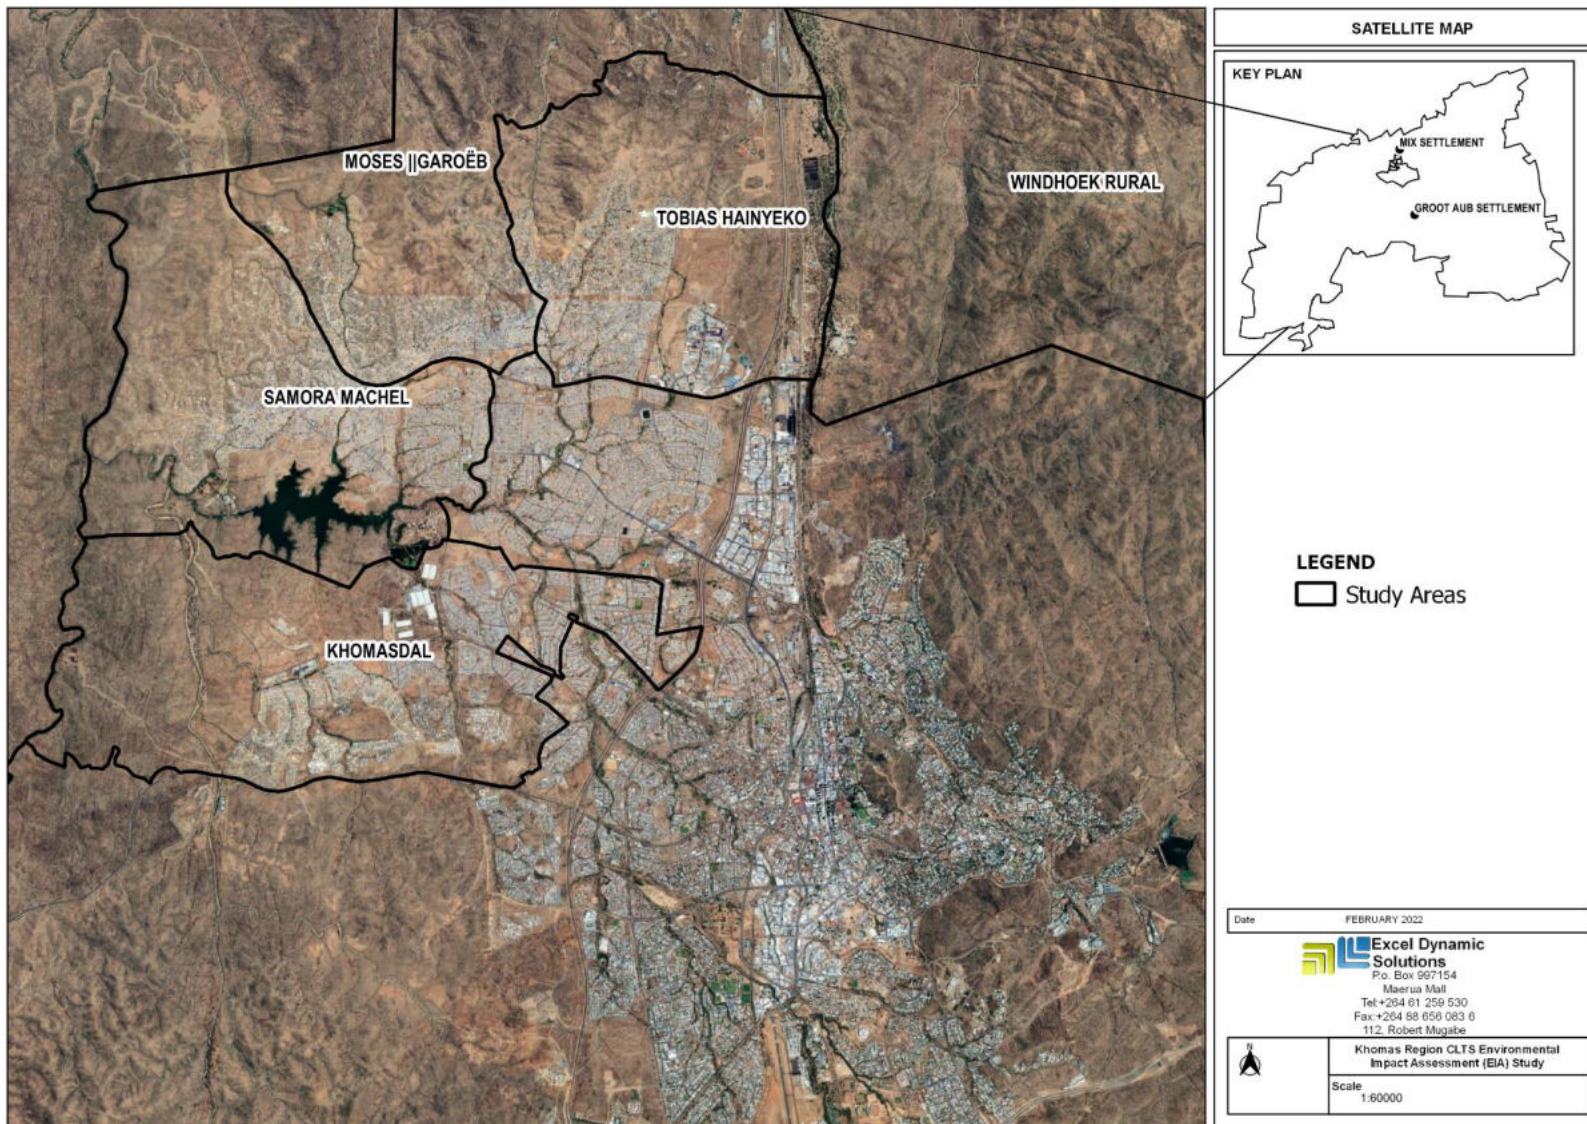 MOSES ||GAROËB
TOBIAS HAINYEKO
WINDHOEK RURAL
SAMORA MACHEL
KHOMASDAL
SATELLITE MAP
KEY PLAN
MIX SETTLEMENT
GROOT AUB SETTLEMENT
LEGEND
Study Areas
Date FEBRUARY 2022
Excel Dynamic
Solutions
P.o. Box 997154
Maerua Mall
Tel:+264 61 259 530
Fax:+264 88 656 083 6
112, Robert Mugabe
N
Khomas Region CLTS Environmental
Impact Assessment (EIA) Study
Scale
1:60000